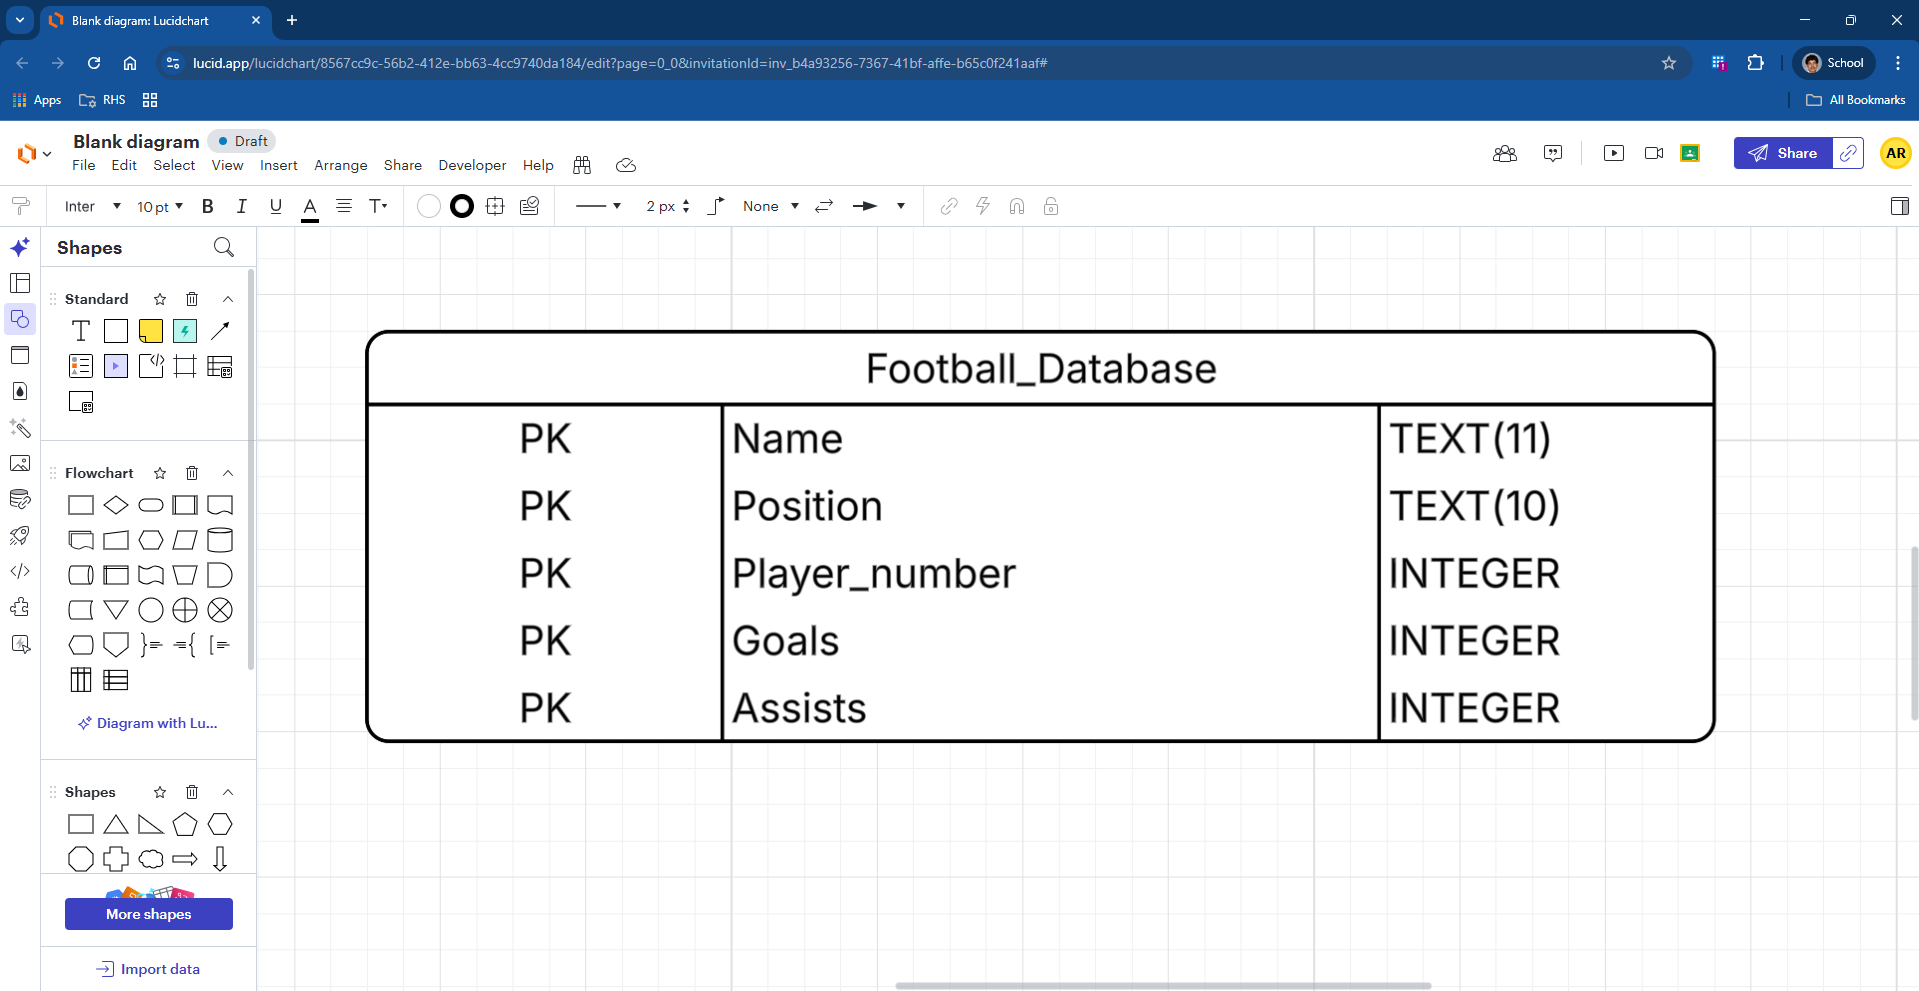 Blank diagram: Lucidchart
lucid.app/lucidchart/8567cc9c-56b2-412e-bb63-4cc9740da184/edit?page=0_0&invitationId=inv_b4a93256-7367-41bf-affe-b65c0f241aaf#
School
Apps
RHS
All Bookmarks
Blank diagram
Draft
File Edit Select View Insert Arrange Share Developer Help
Share
AR
Inter
10 pt
B I U A T
2 px
None
Shapes
Standard
T
Flowchart
Diagram with Lu...
Shapes
More shapes
Import data
Football_Database
PK Name TEXT(11)
PK Position TEXT(10)
PK Player_number INTEGER
PK Goals INTEGER
PK Assists INTEGER